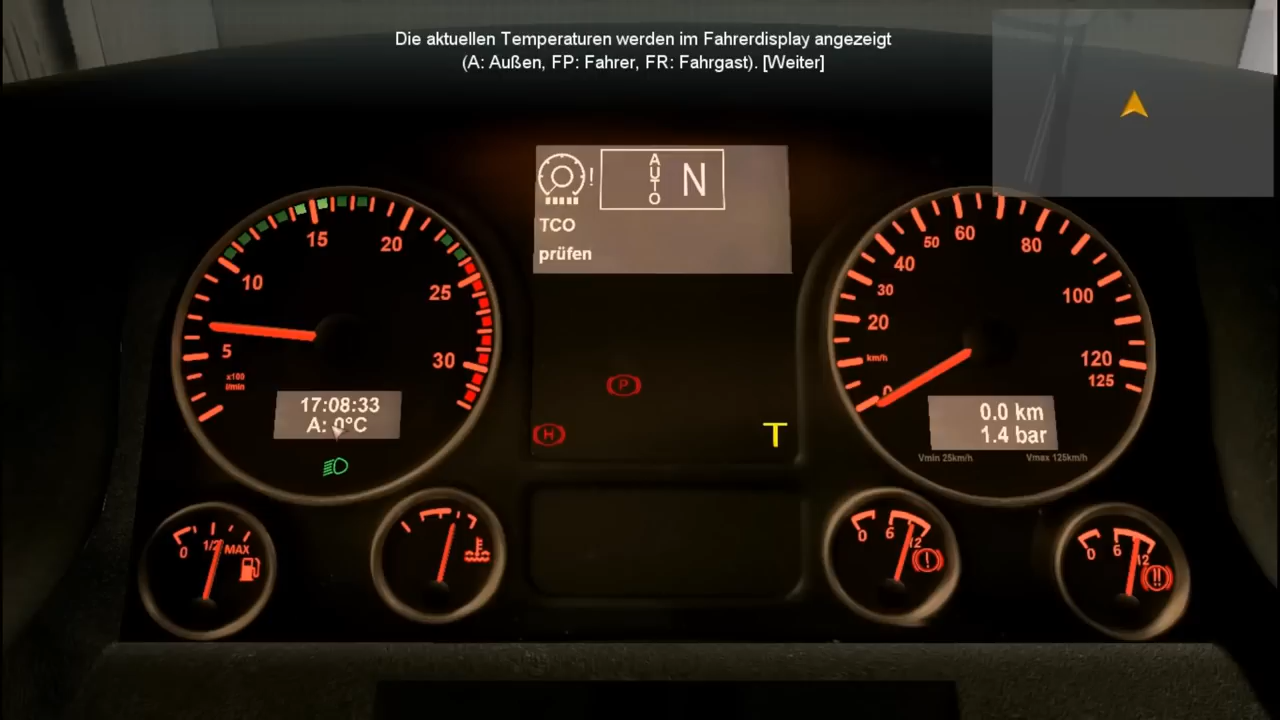 Die aktuellen Temperaturen werden im Fahrerdisplay angezeigt
(A: Außen, FP: Fahrer, FR: Fahrgast). [Weiter]
! AUTO N
TCO
prüfen
5 10 15 20 25 30
x100
l/min
17:08:33
A: 0°C
P
H
T
0 20 30 40 50 60 80 100 120 125
km/h
0.0 km
1.4 bar
Vmin 25km/h Vmax 125km/h
0 1/2 MAX
0 6 12
0 6 12